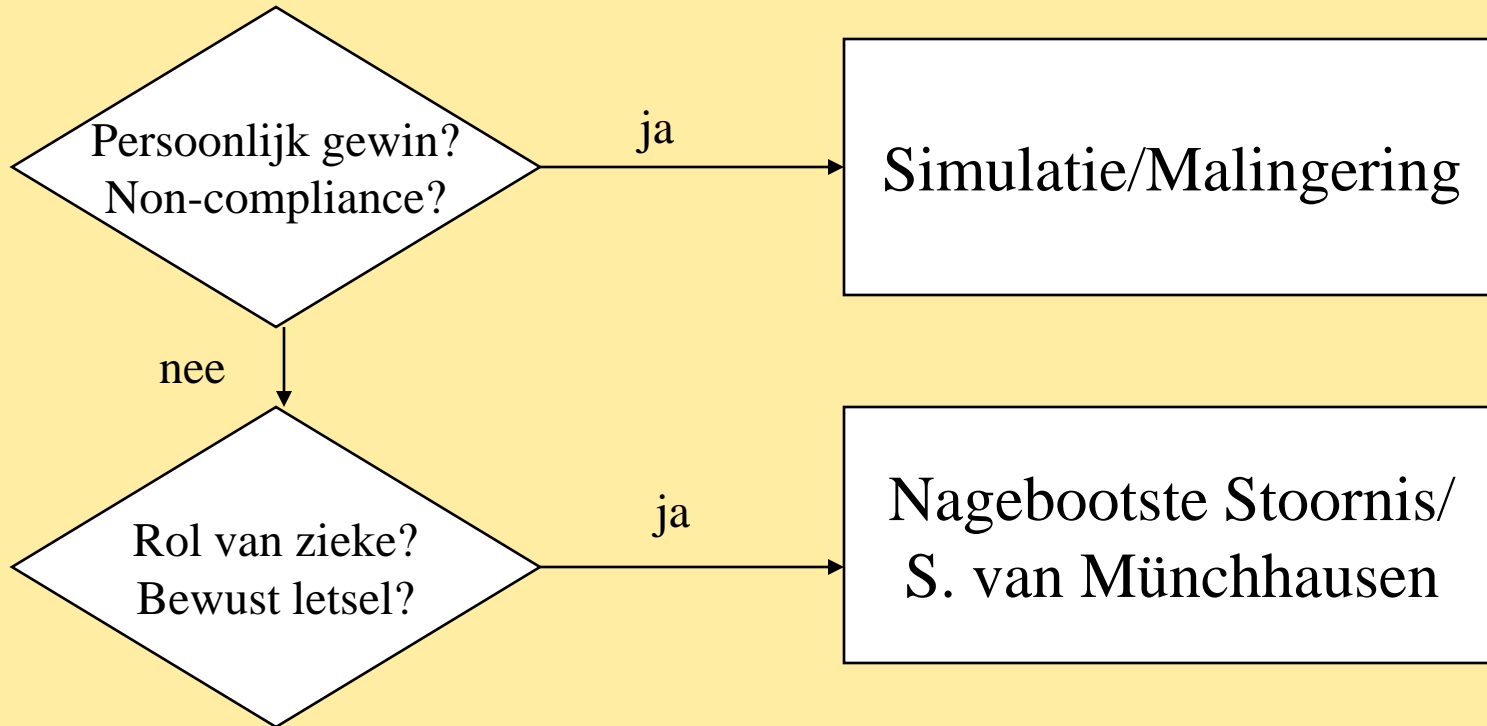 Persoonlijk gewin?
Non-compliance?
ja
Simulatie/Malingering
nee
Rol van zieke?
Bewust letsel?
ja
Nagebootste Stoornis/
S. van Münchhausen